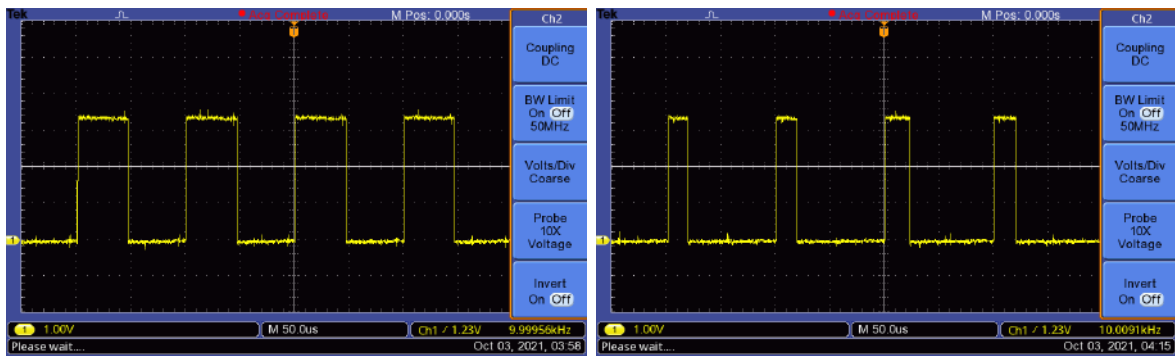 Tek
Acq Complete
M Pos: 0.000s
Ch2
Coupling
DC
BW Limit
On Off
50MHz
Volts/Div
Coarse
Probe
10X
Voltage
Invert
On Off
1
1 1.00V
M 50.0us
Ch1 / 1.23V
9.99956kHz
Please wait....
Oct 03, 2021, 03:58
Tek
Acq Complete
M Pos: 0.000s
Ch2
Coupling
DC
BW Limit
On Off
50MHz
Volts/Div
Coarse
Probe
10X
Voltage
Invert
On Off
1
1 1.00V
M 50.0us
Ch1 / 1.23V
10.0091kHz
Please wait....
Oct 03, 2021, 04:15